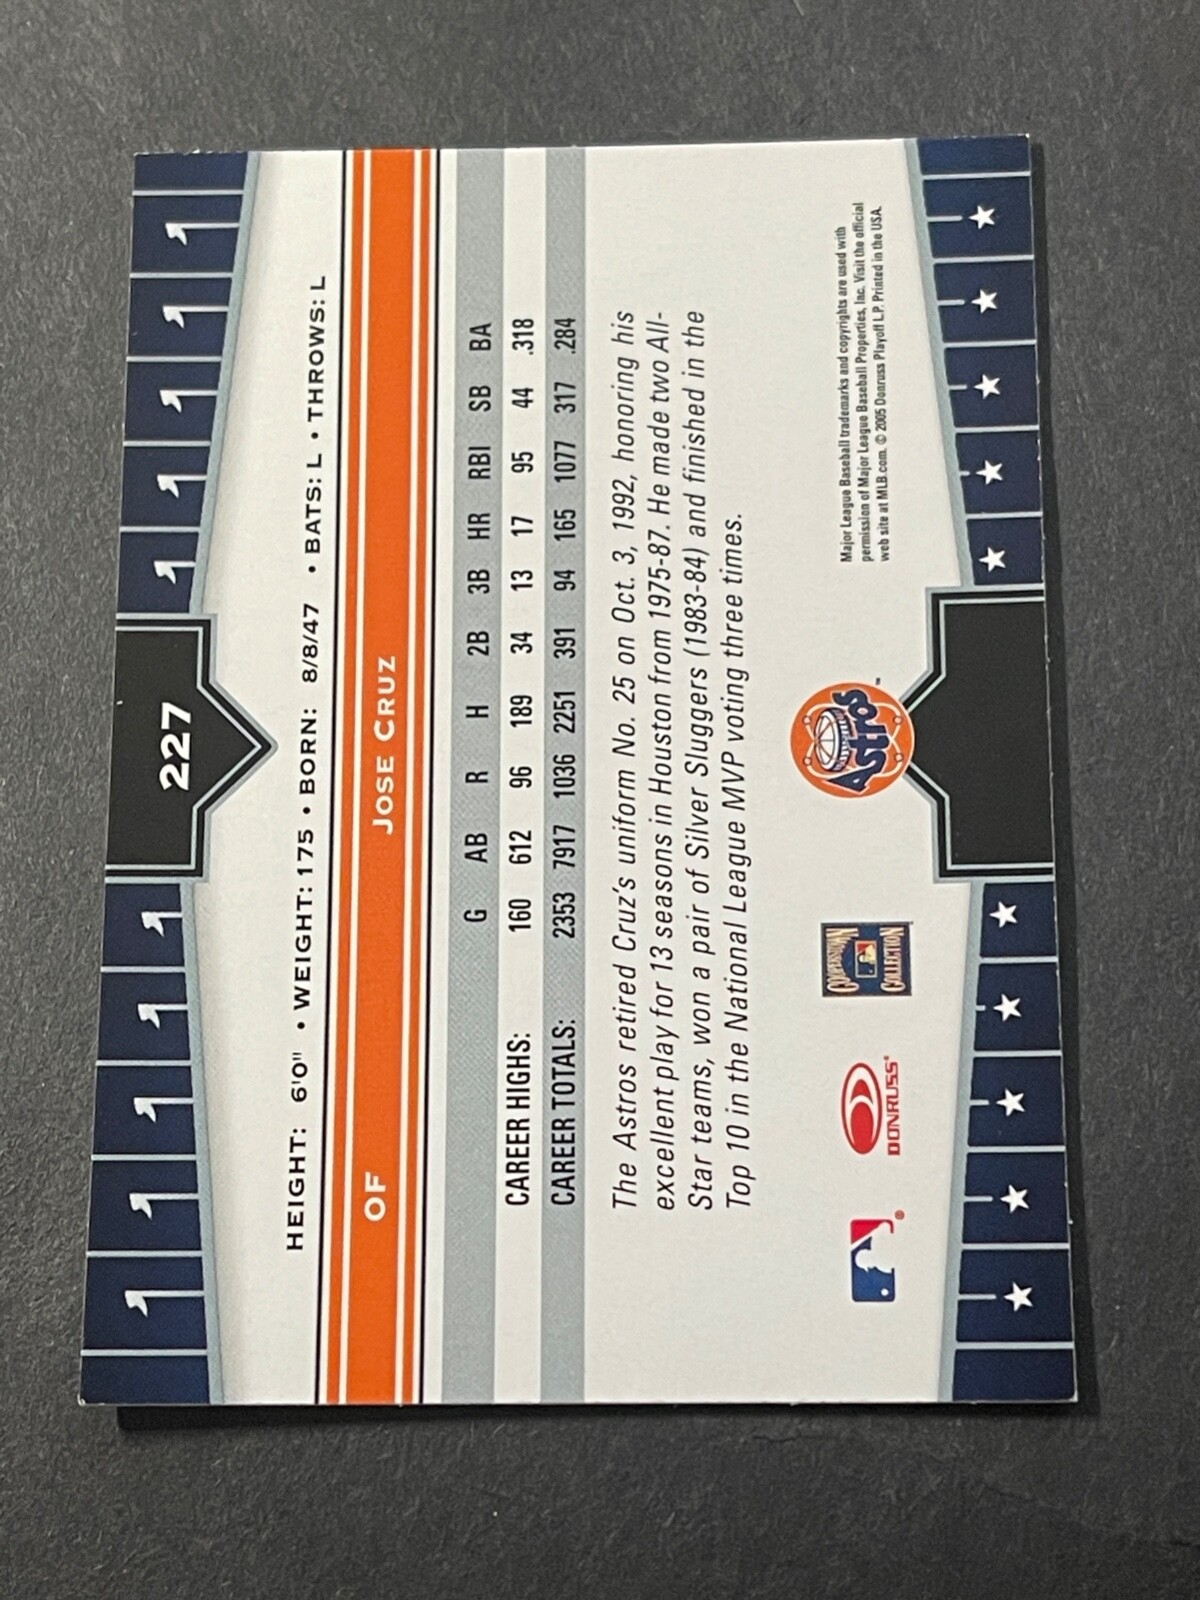 227
HEIGHT: 6'0" • WEIGHT: 175 • BORN: 8/8/47 • BATS: L • THROWS: L
OF JOSE CRUZ
G AB R H 2B 3B HR RBI SB BA
CAREER HIGHS: 160 612 96 189 34 13 17 95 44 .318
CAREER TOTALS: 2353 7917 1036 2251 391 94 165 1077 317 .284
The Astros retired Cruz's uniform No. 25 on Oct. 3, 1992, honoring his
excellent play for 13 seasons in Houston from 1975-87. He made two All-
Star teams, won a pair of Silver Sluggers (1983-84) and finished in the
Top 10 in the National League MVP voting three times.
®
DONRUSS®
COOPERSTOWN
COLLECTION
Astros
™
Major League Baseball trademarks and copyrights are used with
permission of Major League Baseball Properties, Inc. Visit the official
web site at MLB.com. © 2005 Donruss Playoff LP. Printed in the USA.